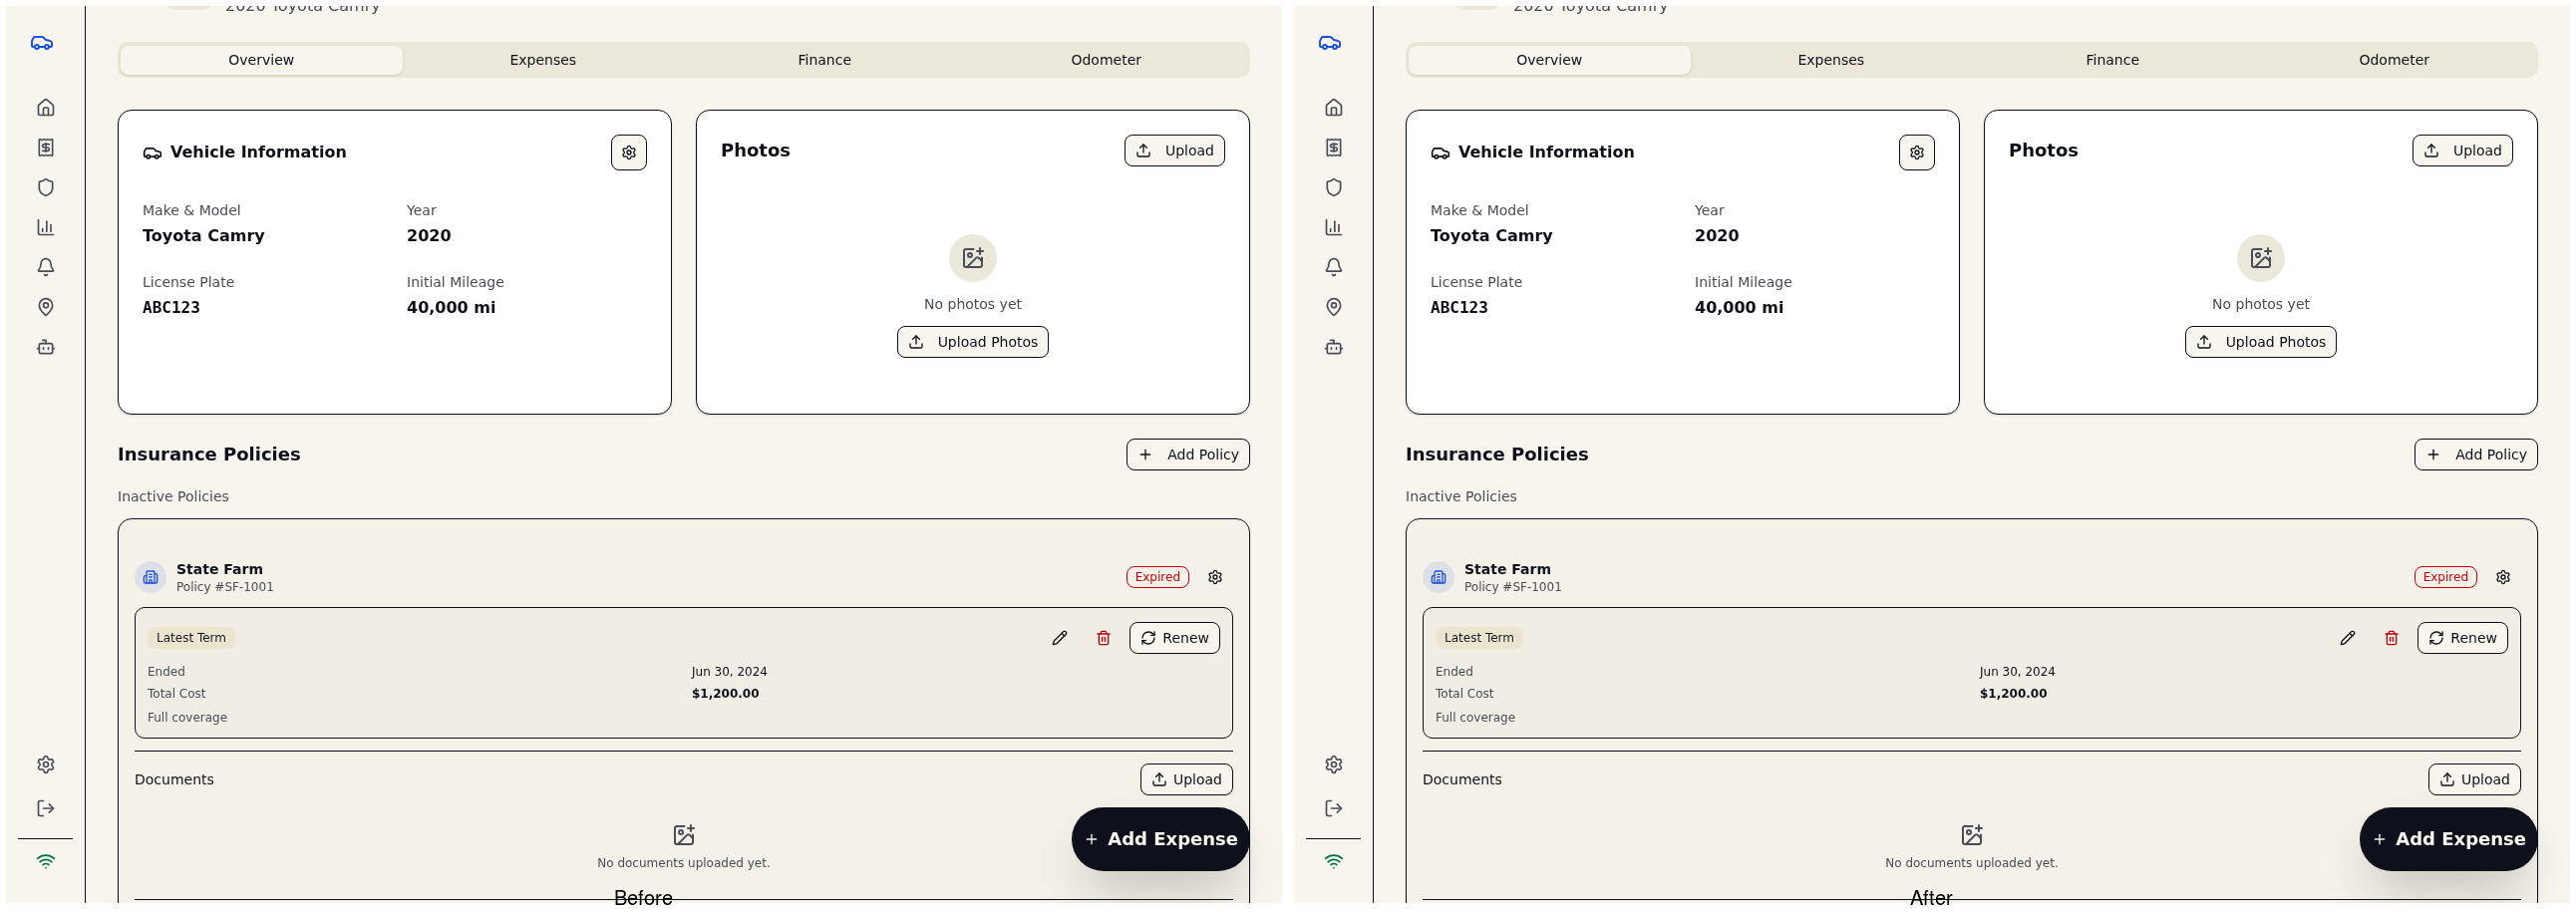 2020 Toyota Camry
Overview Expenses Finance Odometer
Vehicle Information
Make & Model Year
Toyota Camry 2020
License Plate Initial Mileage
ABC123 40,000 mi
Photos
Upload
No photos yet
Upload Photos
Insurance Policies
Add Policy
Inactive Policies
State Farm
Policy #SF-1001
Expired
Latest Term
Renew
Ended Jun 30, 2024
Total Cost $1,200.00
Full coverage
Documents
Upload
No documents uploaded yet.
+ Add Expense
Before
2020 Toyota Camry
Overview Expenses Finance Odometer
Vehicle Information
Make & Model Year
Toyota Camry 2020
License Plate Initial Mileage
ABC123 40,000 mi
Photos
Upload
No photos yet
Upload Photos
Insurance Policies
Add Policy
Inactive Policies
State Farm
Policy #SF-1001
Expired
Latest Term
Renew
Ended Jun 30, 2024
Total Cost $1,200.00
Full coverage
Documents
Upload
No documents uploaded yet.
+ Add Expense
After